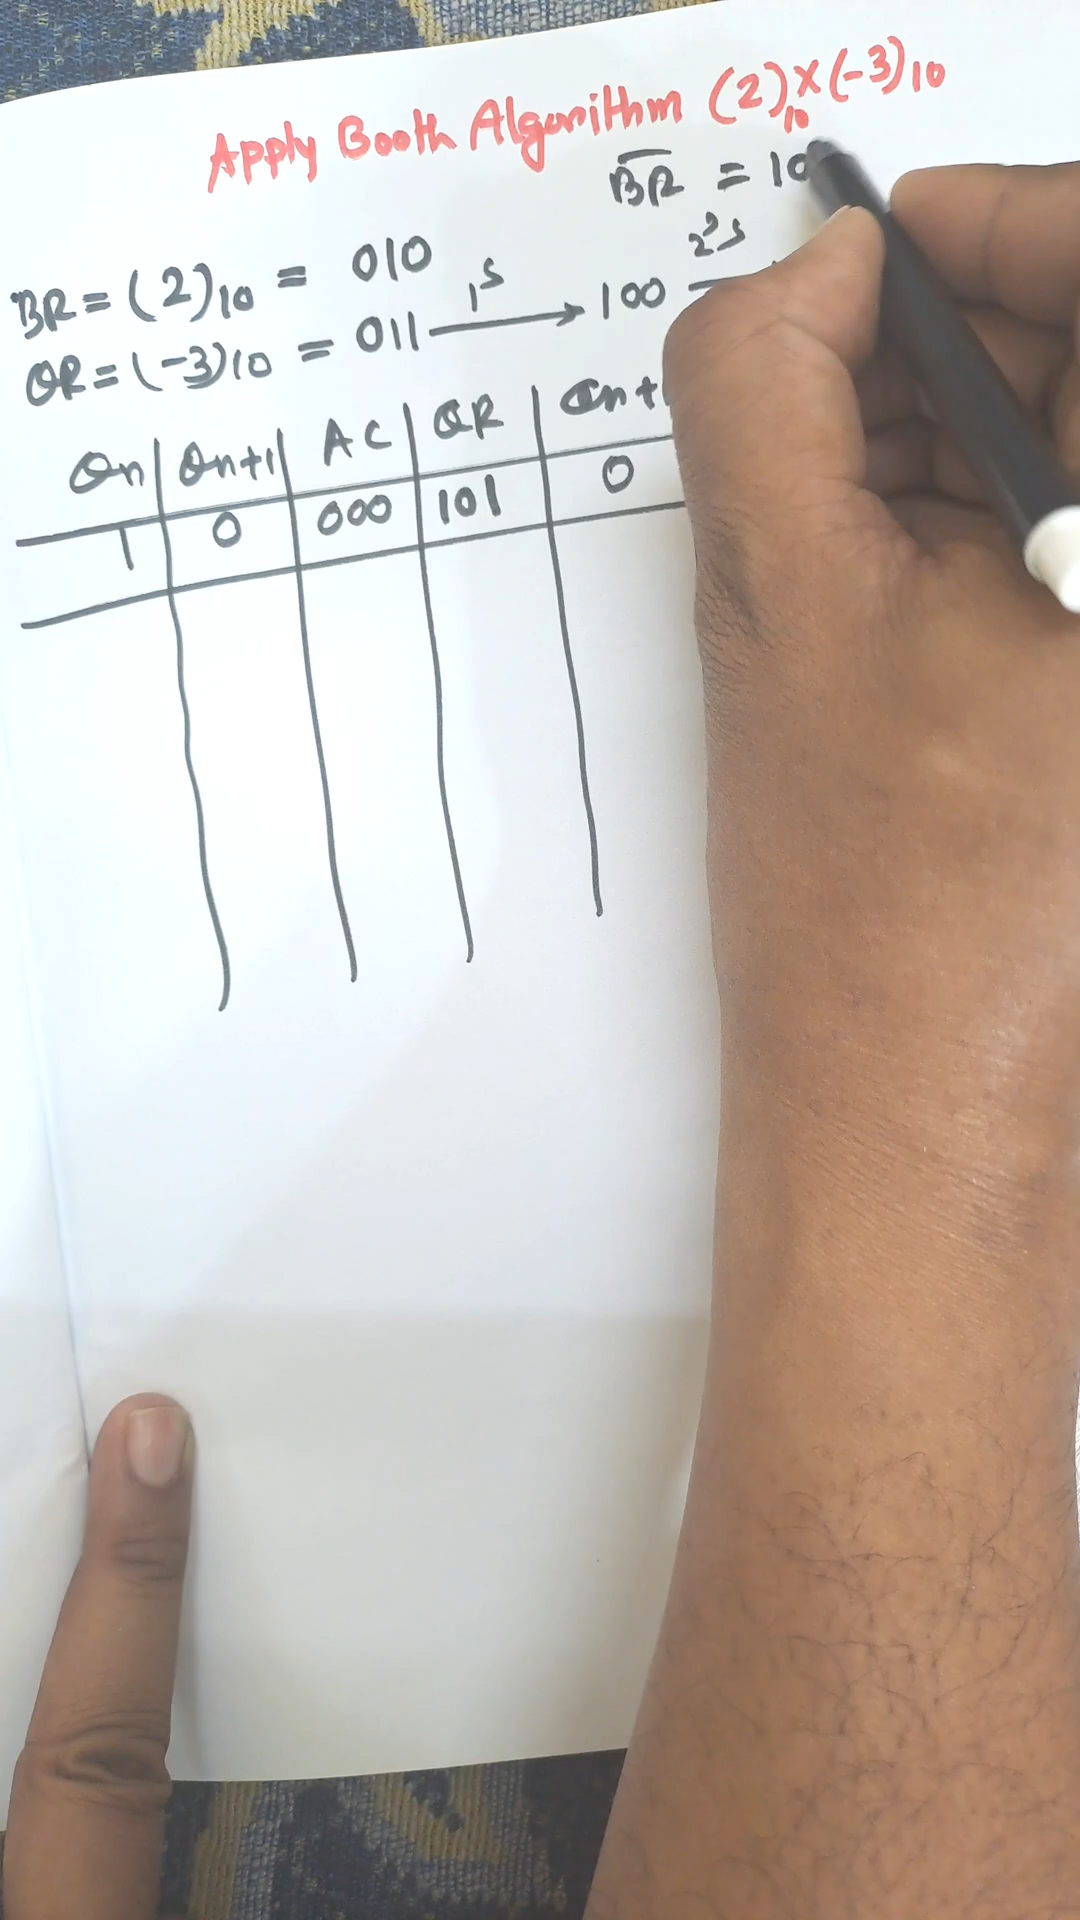 Apply Booth Algorithm (2)10 × (-3)10
B̅R̅ = 10
BR = (2)10 = 010
QR = (-3)10 = 011 1's → 100 2's
Qn Qn+1 AC QR Qn+1
1 0 000 101 0